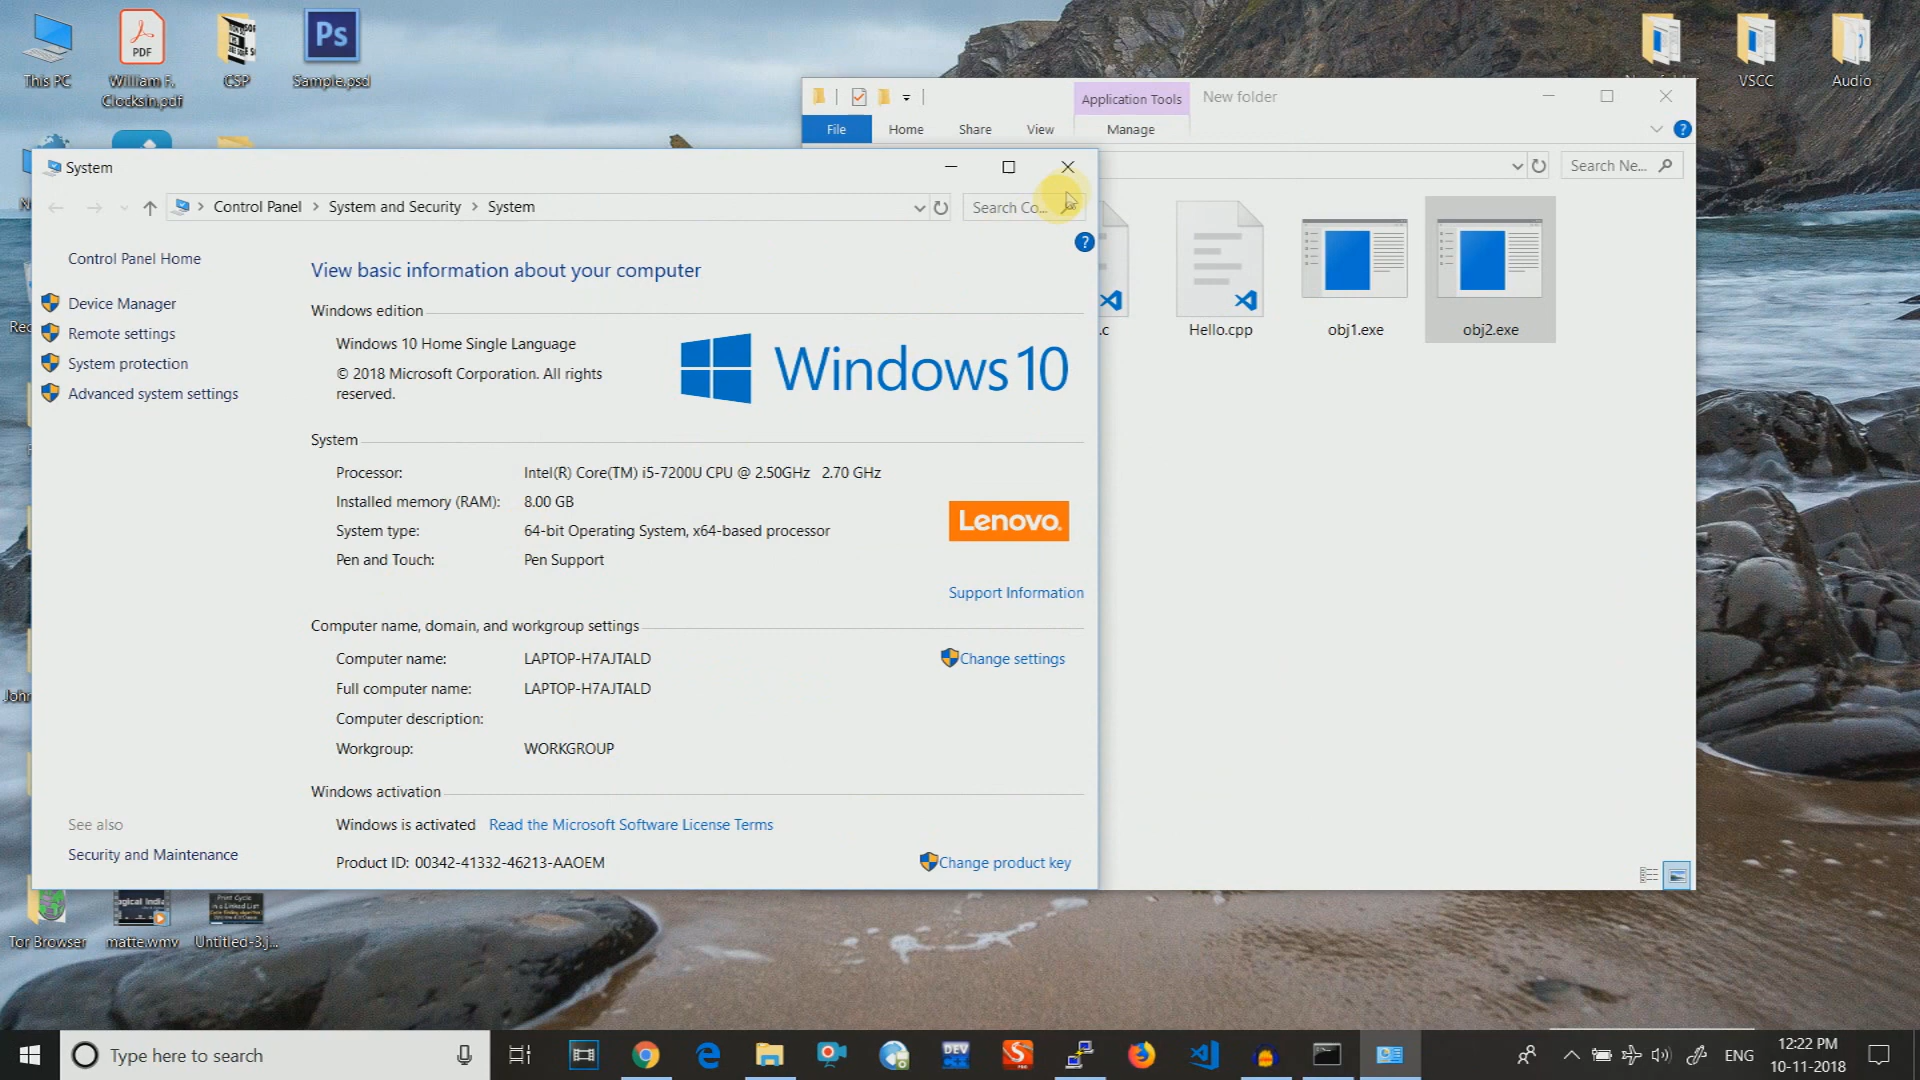 This PC
William F. Clocksin.pdf
CSP
Sample.psd
VSCC
Audio
Application Tools
New folder
File
Home
Share
View
Manage
Search Ne...
System
Control Panel > System and Security > System
Search Co...
Control Panel Home
Device Manager
Remote settings
System protection
Advanced system settings
View basic information about your computer
Windows edition
Windows 10 Home Single Language
© 2018 Microsoft Corporation. All rights
reserved.
Windows 10
System
Processor: Intel(R) Core(TM) i5-7200U CPU @ 2.50GHz 2.70 GHz
Installed memory (RAM): 8.00 GB
System type: 64-bit Operating System, x64-based processor
Pen and Touch: Pen Support
Lenovo.
Support Information
Computer name, domain, and workgroup settings
Computer name: LAPTOP-H7AJTALD
Change settings
Full computer name: LAPTOP-H7AJTALD
Computer description:
Workgroup: WORKGROUP
Windows activation
Windows is activated Read the Microsoft Software License Terms
Product ID: 00342-41332-46213-AAOEM
Change product key
See also
Security and Maintenance
.c
Hello.cpp
obj1.exe
obj2.exe
Tor Browser
matte.wmv
Untitled-3.j...
Type here to search
DEV
ENG
12:22 PM
10-11-2018